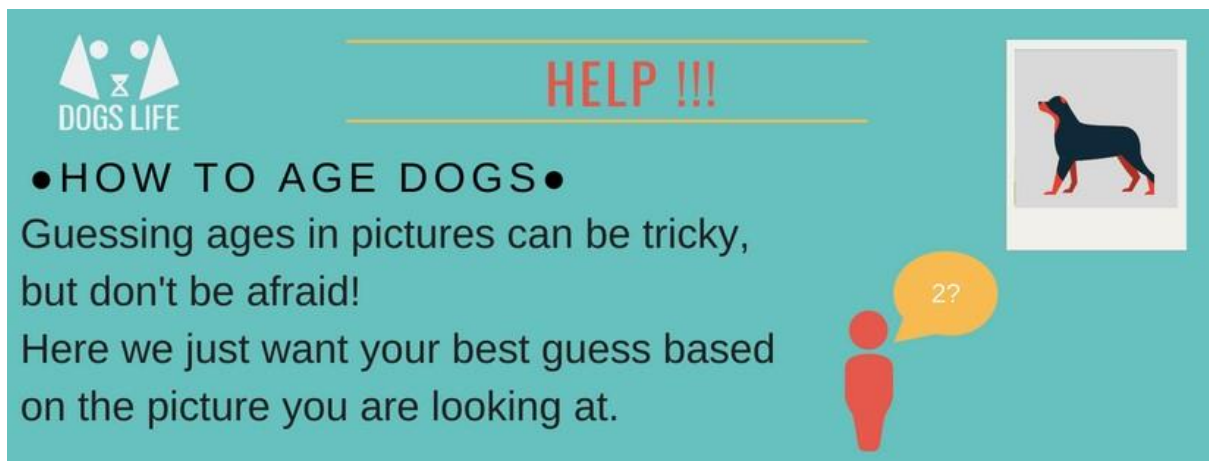 DOGS LIFE
HELP !!!
●HOW TO AGE DOGS●
Guessing ages in pictures can be tricky,
but don't be afraid!
Here we just want your best guess based
on the picture you are looking at.
2?